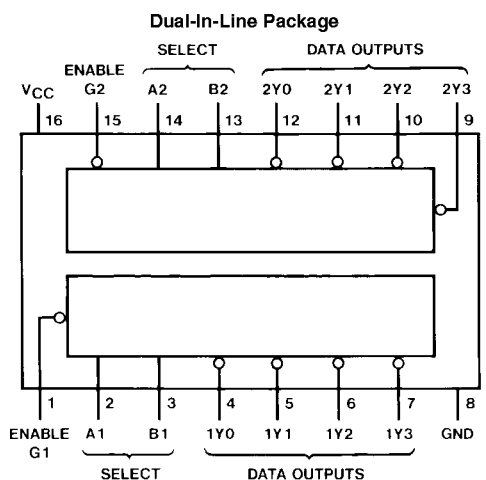 Dual-In-Line Package
SELECT DATA OUTPUTS
ENABLE
VCC G2 A2 B2 2Y0 2Y1 2Y2 2Y3
16 15 14 13 12 11 10 9
1 2 3 4 5 6 7 8
ENABLE A1 B1 1Y0 1Y1 1Y2 1Y3 GND
G1
SELECT DATA OUTPUTS